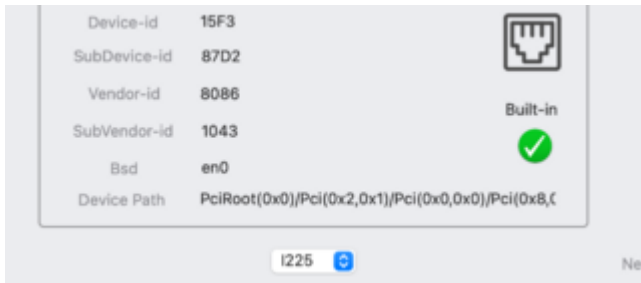 Device-id 15F3
SubDevice-id 87D2
Vendor-id 8086
Built-in
SubVendor-id 1043
Bsd en0
Device Path PciRoot(0x0)/Pci(0x2,0x1)/Pci(0x0,0x0)/Pci(0x8,
I225
Ne